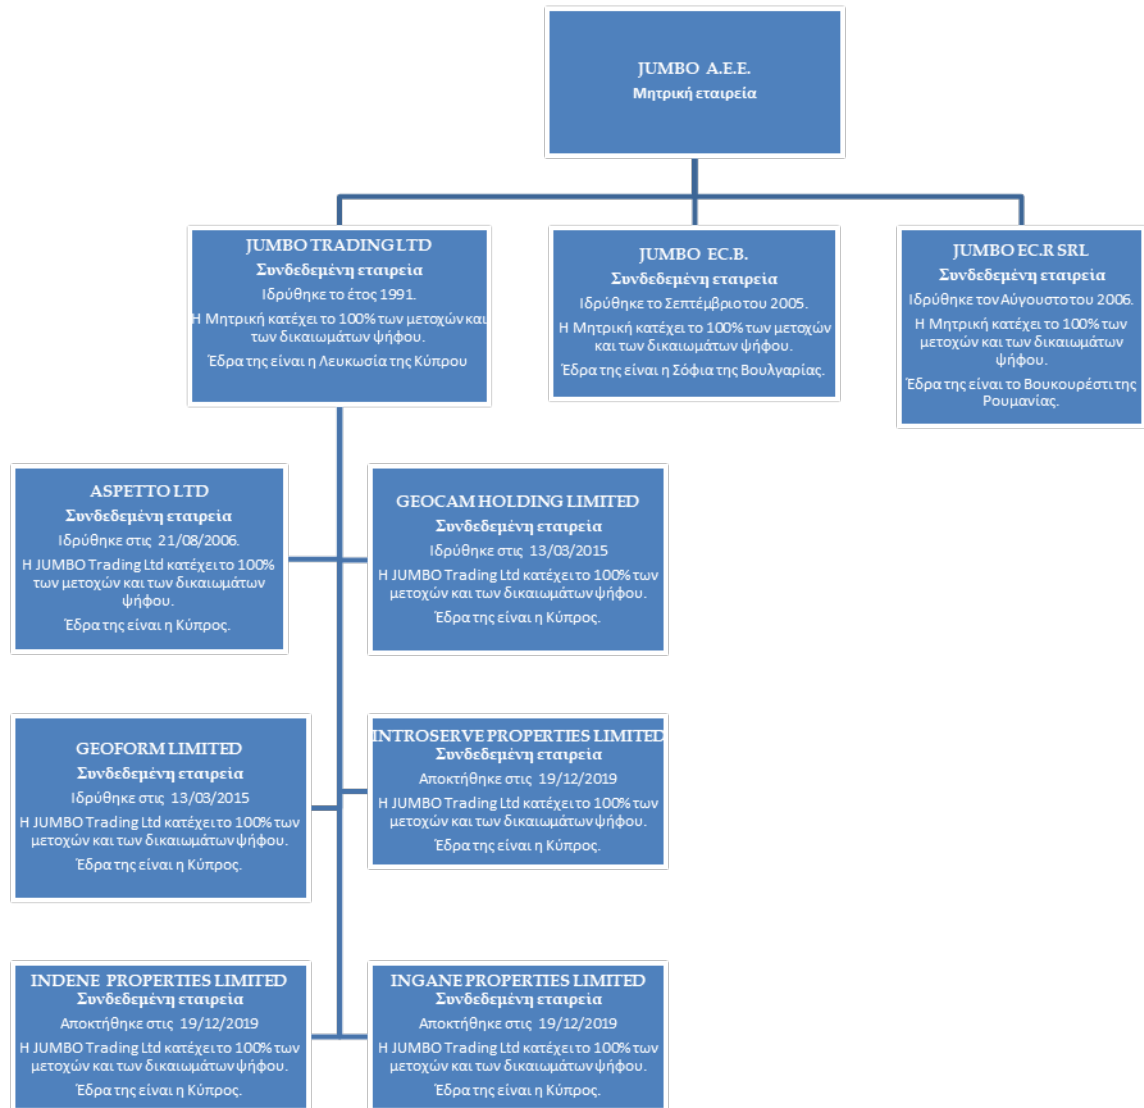 JUMBO A.E.E.
Μητρική εταιρεία
JUMBO TRADING LTD
Συνδεδεμένη εταιρεία
Ιδρύθηκε το έτος 1991.
Η Μητρική κατέχει το 100% των μετοχών και
των δικαιωμάτων ψήφου.
Έδρα της είναι η Λευκωσία της Κύπρου
JUMBO EC.B.
Συνδεδεμένη εταιρεία
Ιδρύθηκε το Σεπτέμβριο του 2005.
Η Μητρική κατέχει το 100% των μετοχών
και των δικαιωμάτων ψήφου.
Έδρα της είναι η Σόφια της Βουλγαρίας.
JUMBO EC.R SRL
Συνδεδεμένη εταιρεία
Ιδρύθηκε τον Αύγουστο του 2006.
Η Μητρική κατέχει το 100% των
μετοχών και των δικαιωμάτων
ψήφου.
Έδρα της είναι το Βουκουρέστι της
Ρουμανίας.
ASPETTO LTD
Συνδεδεμένη εταιρεία
Ιδρύθηκε στις 21/08/2006.
Η JUMBO Trading Ltd κατέχει το 100%
των μετοχών και των δικαιωμάτων
ψήφου.
Έδρα της είναι η Κύπρος.
GEOCAM HOLDING LIMITED
Συνδεδεμένη εταιρεία
Ιδρύθηκε στις 13/03/2015
Η JUMBO Trading Ltd κατέχει το 100% των
μετοχών και των δικαιωμάτων ψήφου.
Έδρα της είναι η Κύπρος.
GEOFORM LIMITED
Συνδεδεμένη εταιρεία
Ιδρύθηκε στις 13/03/2015
Η JUMBO Trading Ltd κατέχει το 100% των
μετοχών και των δικαιωμάτων ψήφου.
Έδρα της είναι η Κύπρος.
INTROSERVE PROPERTIES LIMITED
Συνδεδεμένη εταιρεία
Αποκτήθηκε στις 19/12/2019
Η JUMBO Trading Ltd κατέχει το 100% των
μετοχών και των δικαιωμάτων ψήφου.
Έδρα της είναι η Κύπρος.
INDENE PROPERTIES LIMITED
Συνδεδεμένη εταιρεία
Αποκτήθηκε στις 19/12/2019
Η JUMBO Trading Ltd κατέχει το 100% των
μετοχών και των δικαιωμάτων ψήφου.
Έδρα της είναι η Κύπρος.
INGANE PROPERTIES LIMITED
Συνδεδεμένη εταιρεία
Αποκτήθηκε στις 19/12/2019
Η JUMBO Trading Ltd κατέχει το 100% των
μετοχών και των δικαιωμάτων ψήφου.
Έδρα της είναι η Κύπρος.